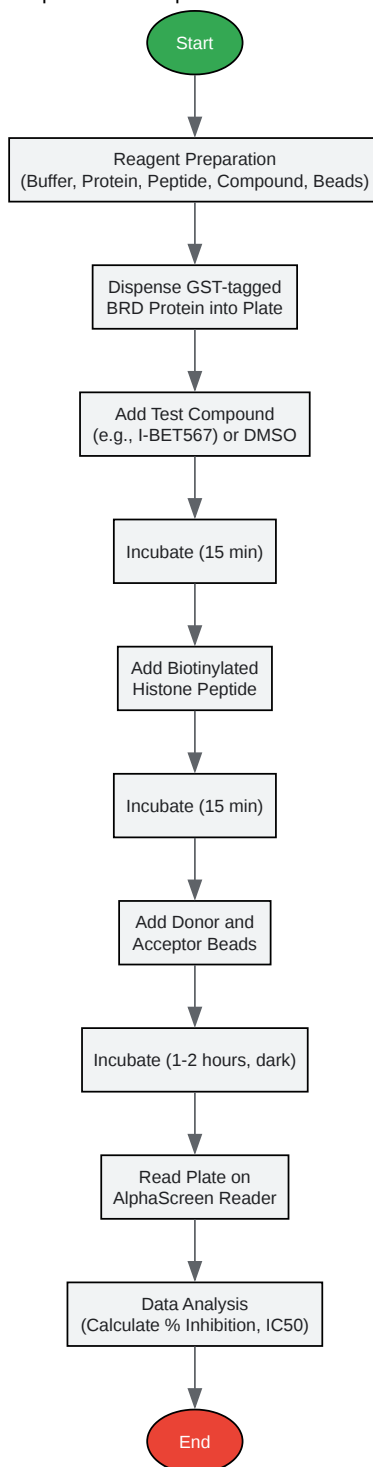 Start
Reagent Preparation
(Buffer, Protein, Peptide, Compound, Beads)
Dispense GST-tagged
BRD Protein into Plate
Add Test Compound
(e.g., I-BET567) or DMSO
Incubate (15 min)
Add Biotinylated
Histone Peptide
Incubate (15 min)
Add Donor and
Acceptor Beads
Incubate (1-2 hours, dark)
Read Plate on
AlphaScreen Reader
Data Analysis
(Calculate % Inhibition, IC50)
End